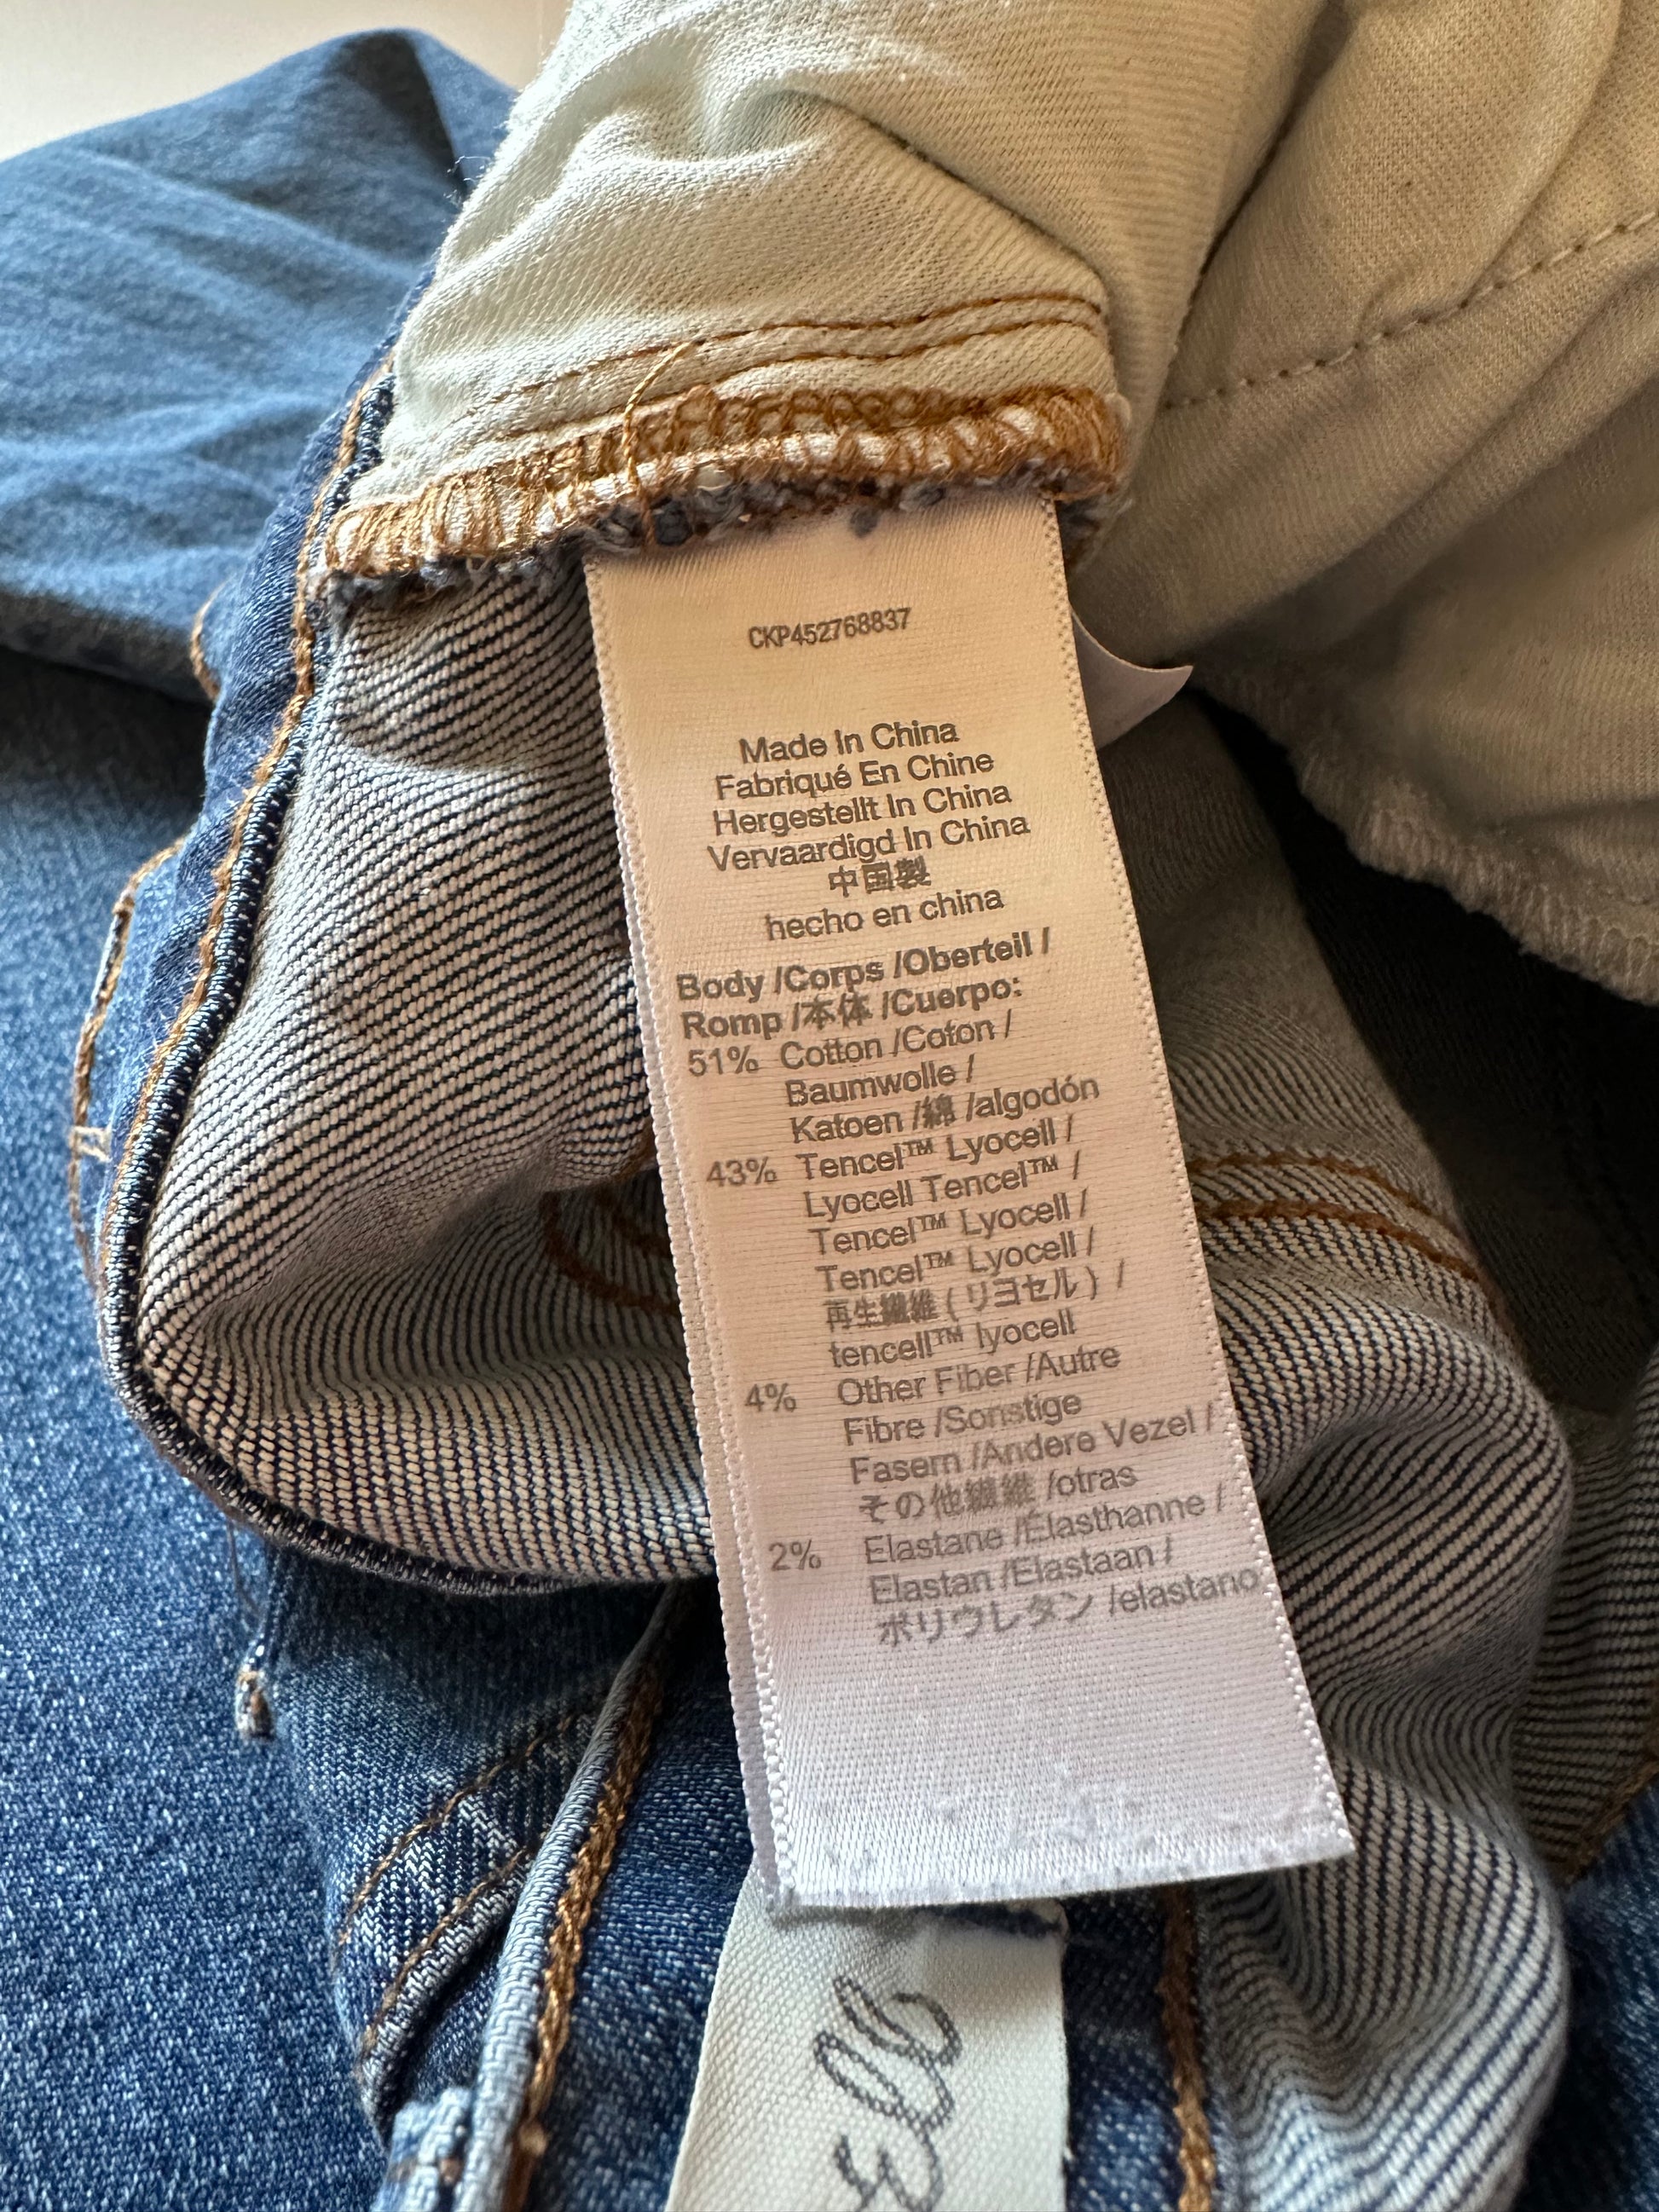 CKP452768837
Made In China
Fabriqué En Chine
Hergestellt In China
Vervaardigd In China
中国製
hecho en china
Body /Corps /Oberteil /
Romp /本体 /Cuerpo:
51% Cotton /Coton /
Baumwolle /
Katoen /綿 /algodón
43% Tencel™ Lyocell /
Lyocell Tencel™ /
Tencel™ Lyocell /
Tencel™ Lyocell /
再生繊維 ( リヨセル ) /
tencell™ lyocell
4% Other Fiber /Autre
Fibre /Sonstige
Fasern /Andere Vezel /
その他繊維 /otras
2% Elastane /Élasthanne /
Elastan /Elastaan /
ポリウレタン /elastano